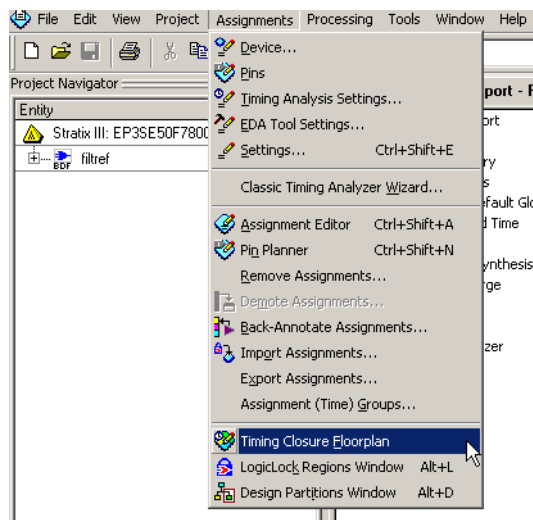 File Edit View Project Assignments Processing Tools Window Help
Project Navigator
Entity
Stratix III: EP3SE50F780C
filtref
BDF
Device...
Pins
Timing Analysis Settings...
EDA Tool Settings...
Settings... Ctrl+Shift+E
Classic Timing Analyzer Wizard...
Assignment Editor Ctrl+Shift+A
Pin Planner Ctrl+Shift+N
Remove Assignments...
Demote Assignments...
Back-Annotate Assignments...
Import Assignments...
Export Assignments...
Assignment (Time) Groups...
Timing Closure Floorplan
LogicLock Regions Window Alt+L
Design Partitions Window Alt+D
port - F
ort
ry
s
efault Glo
d Time
ynthesis
rge
zer